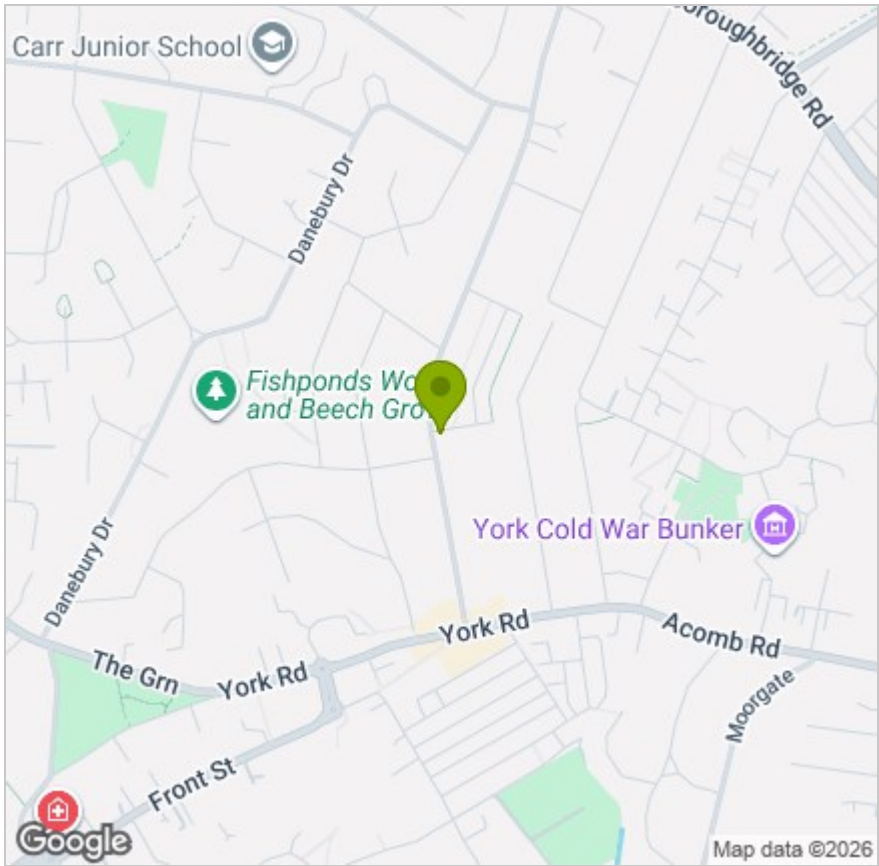 Carr Junior School
oroughbridge Rd
Danebury Dr
Fishponds Wo
and Beech Gro
York Cold War Bunker
Danebury Dr
York Rd
Acomb Rd
The Grn
York Rd
Moorgate
Front St
Google
Map data ©2026